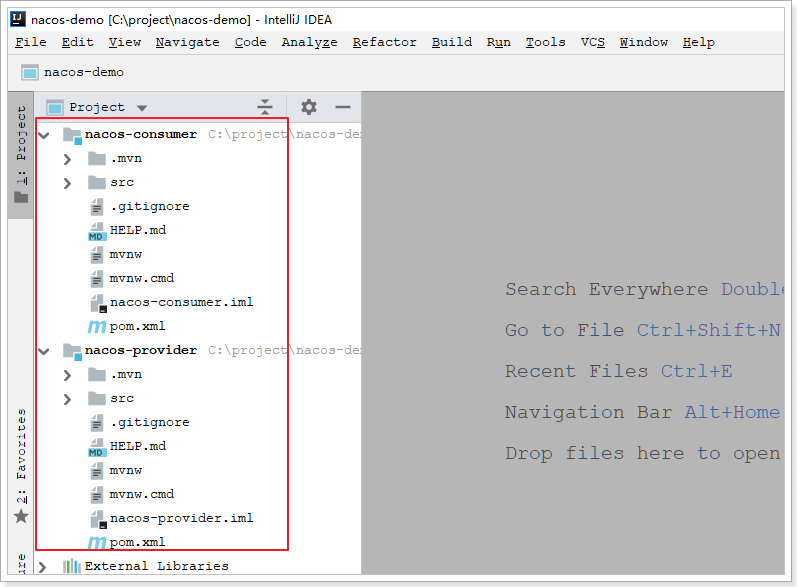 nacos-demo [C:\project\nacos-demo] - IntelliJ IDEA
File Edit View Navigate Code Analyze Refactor Build Run Tools VCS Window Help
nacos-demo
1: Project
Project
nacos-consumer C:\project\nacos-de
.mvn
src
.gitignore
HELP.md
mvnw
mvnw.cmd
nacos-consumer.iml
pom.xml
nacos-provider C:\project\nacos-de
.mvn
src
.gitignore
HELP.md
mvnw
mvnw.cmd
nacos-provider.iml
pom.xml
External Libraries
2: Favorites
Search Everywhere Double
Go to File Ctrl+Shift+N
Recent Files Ctrl+E
Navigation Bar Alt+Home
Drop files here to open